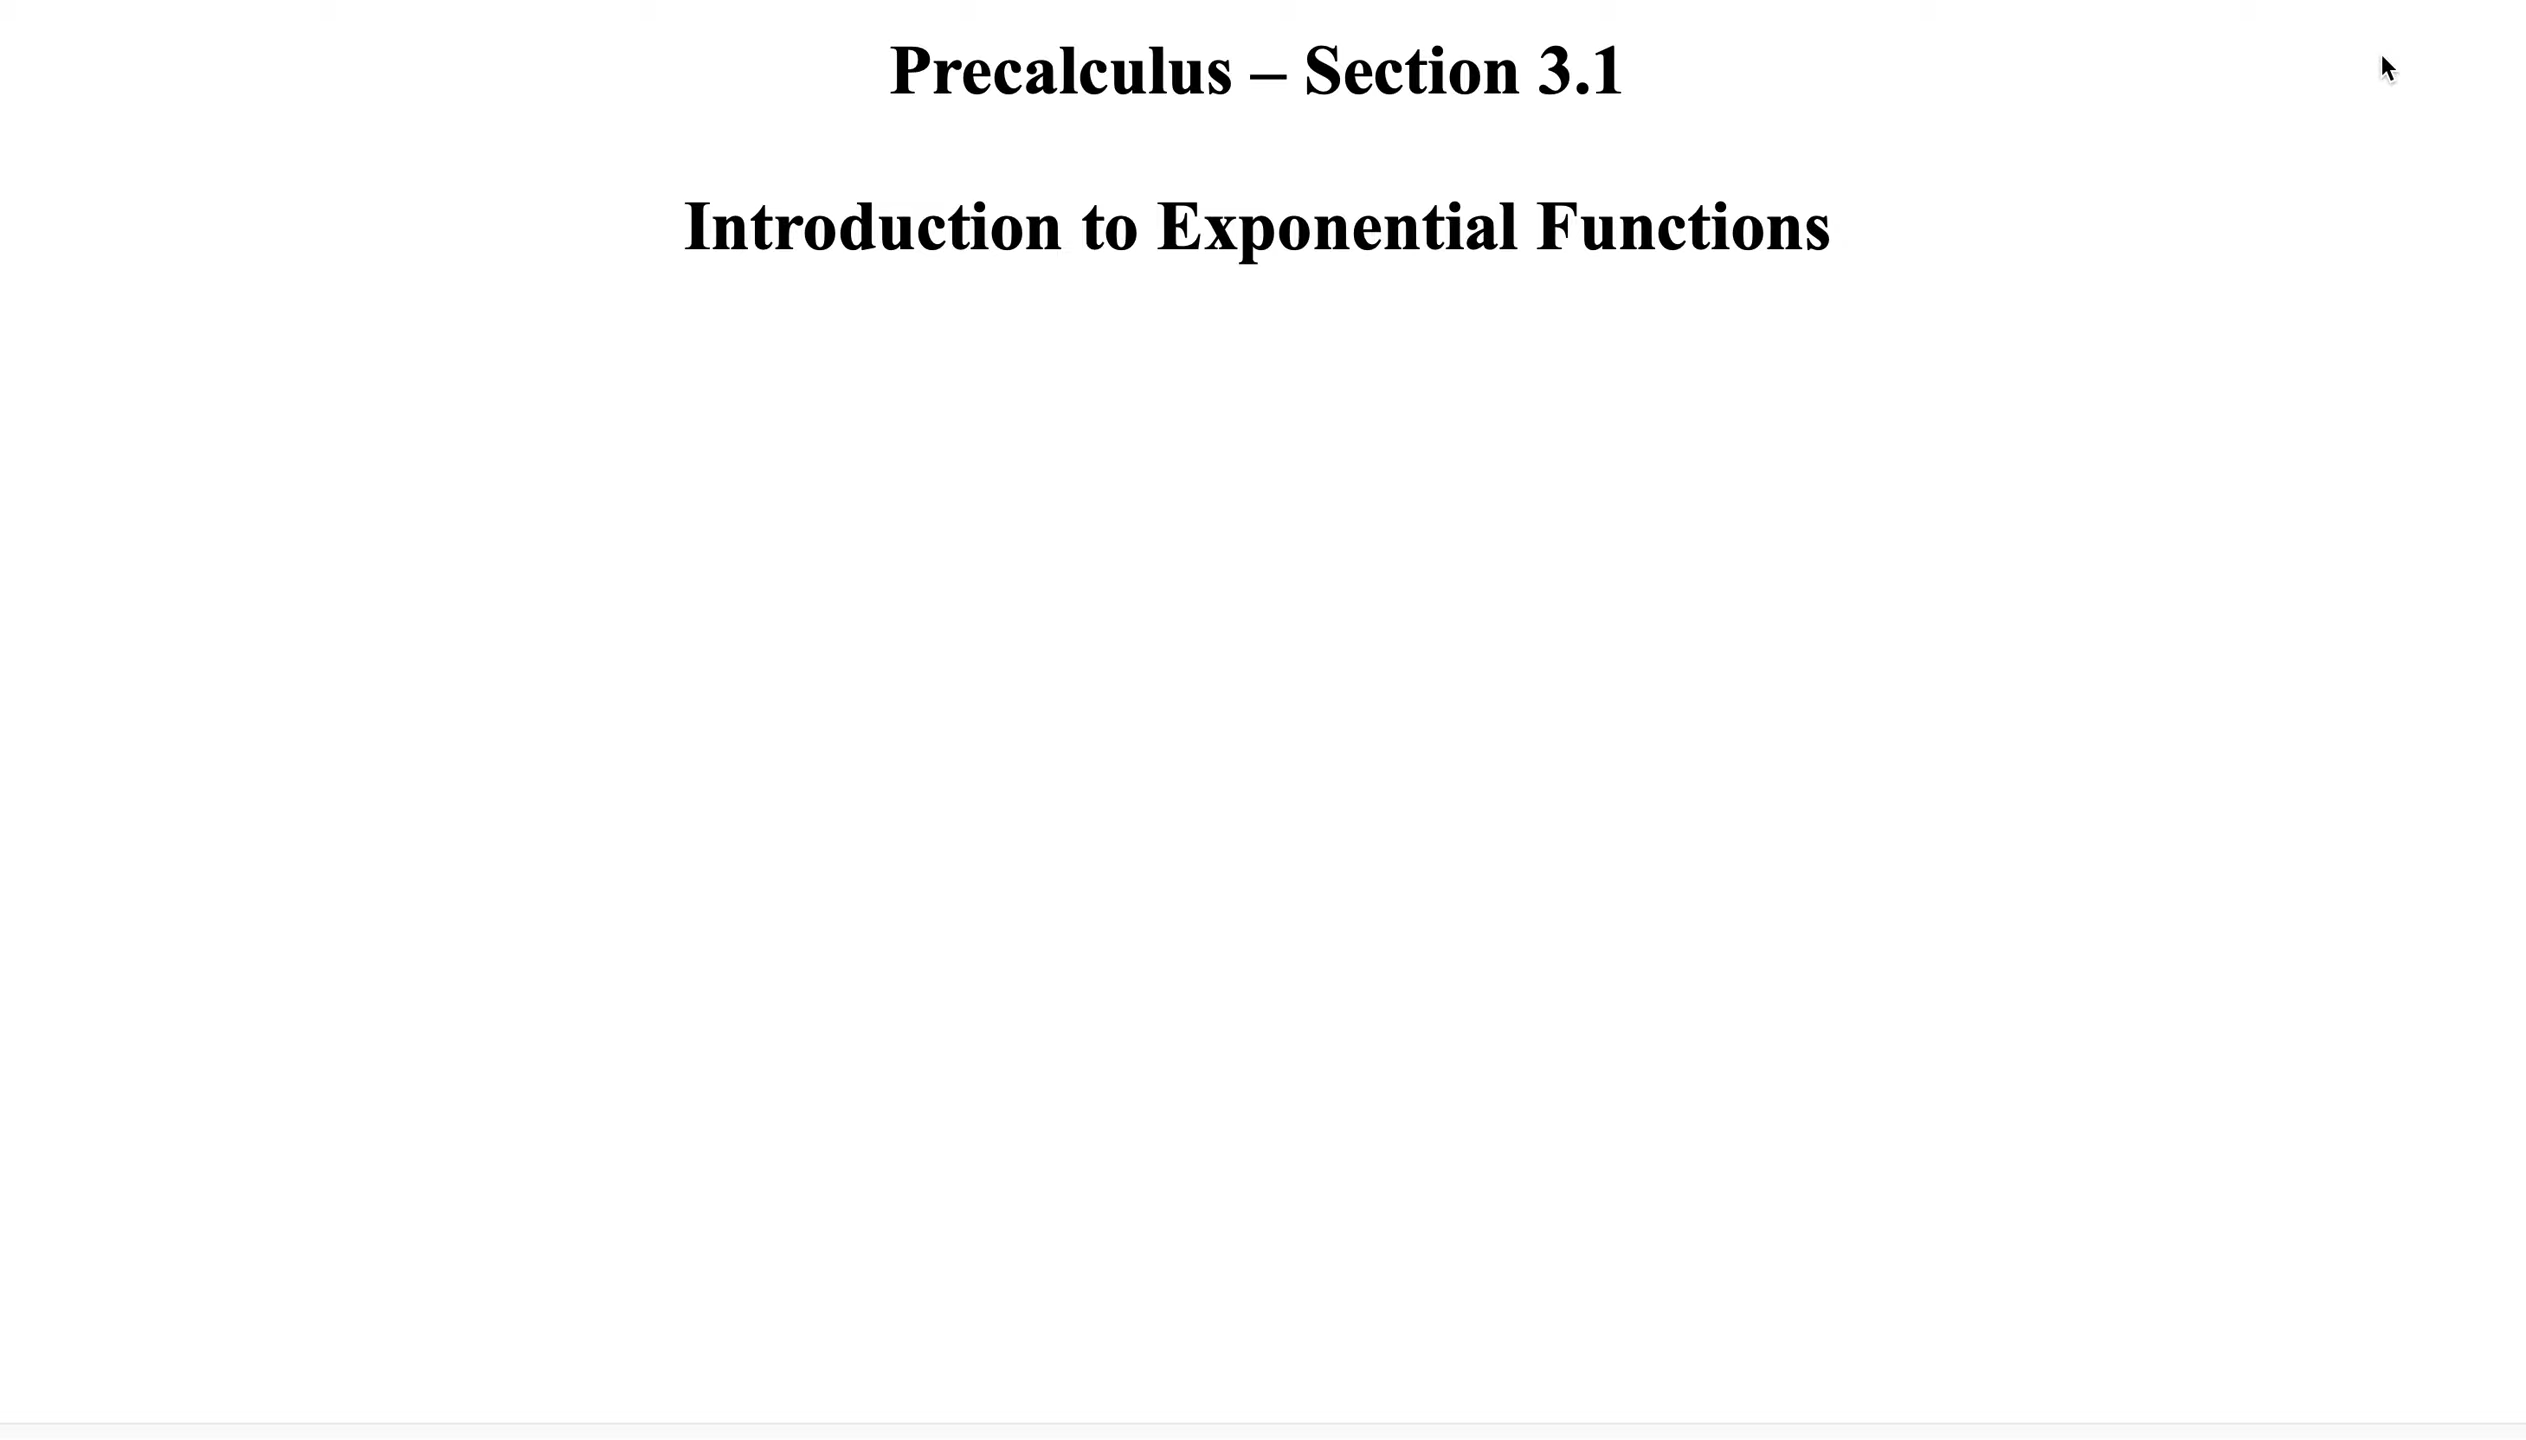 Precalculus – Section 3.1
Introduction to Exponential Functions